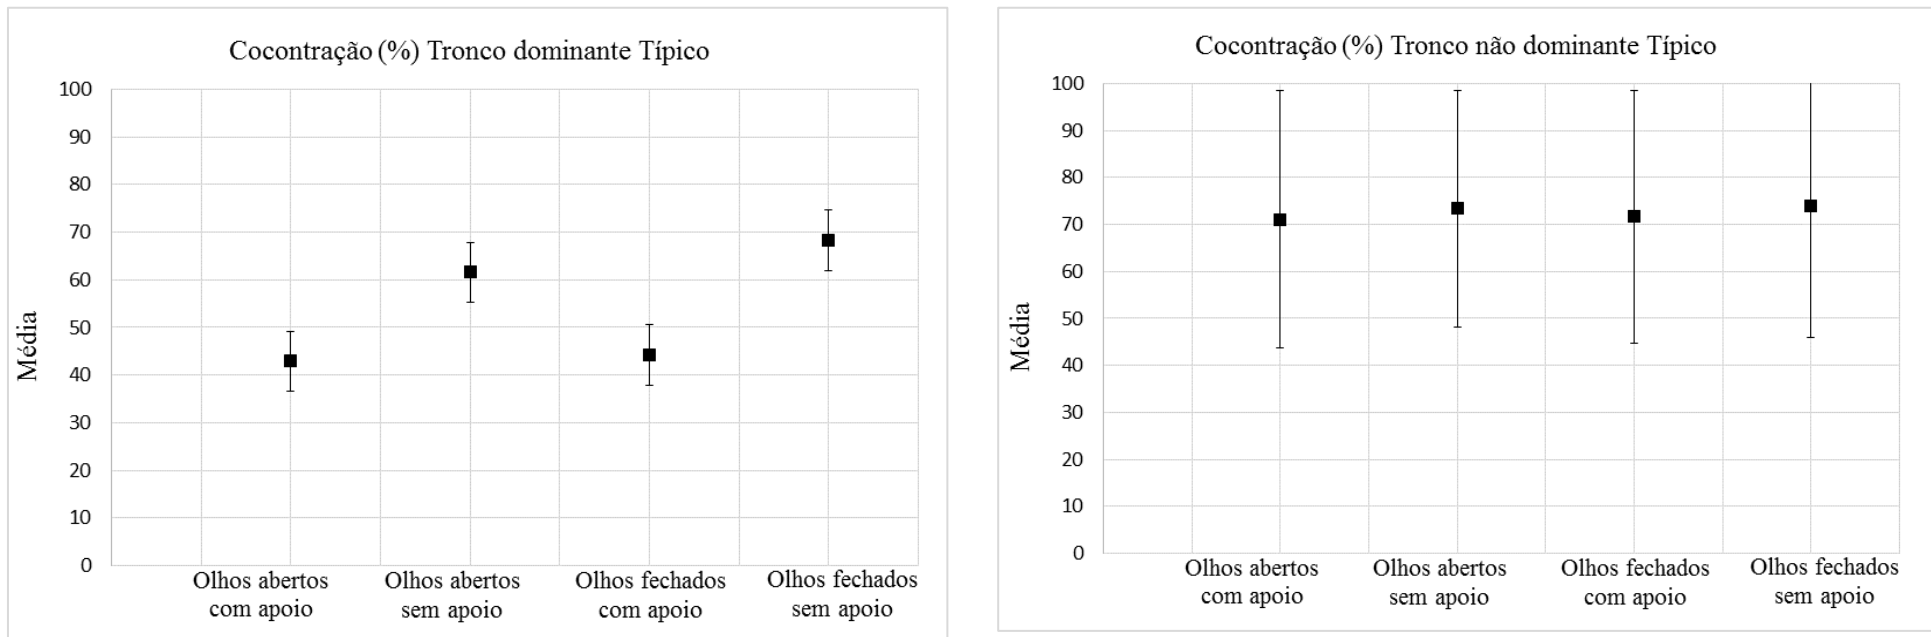 Cocontração (%) Tronco dominante Típico
100
90
80
70
60
50
40
30
20
10
0
Média
Olhos abertos
com apoio
Olhos abertos
sem apoio
Olhos fechados
com apoio
Olhos fechados
sem apoio
Cocontração (%) Tronco não dominante Típico
100
90
80
70
60
50
40
30
20
10
0
Média
Olhos abertos
com apoio
Olhos abertos
sem apoio
Olhos fechados
com apoio
Olhos fechados
sem apoio